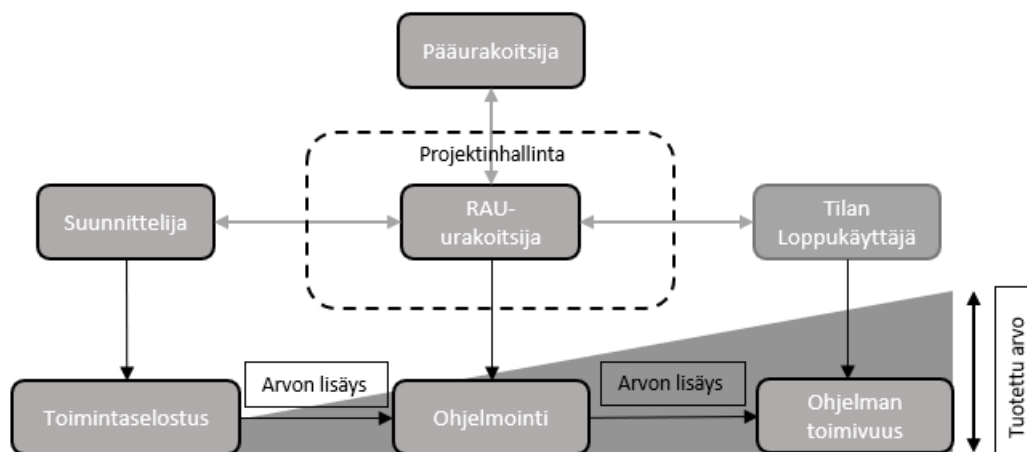 Pääurakoitsija
Projektinhallinta
Suunnittelija
RAU-
urakoitsija
Tilan
Loppukäyttäjä
Arvon lisäys
Arvon lisäys
Toimintaselostus
Ohjelmointi
Ohjelman
toimivuus
Tuotettu arvo